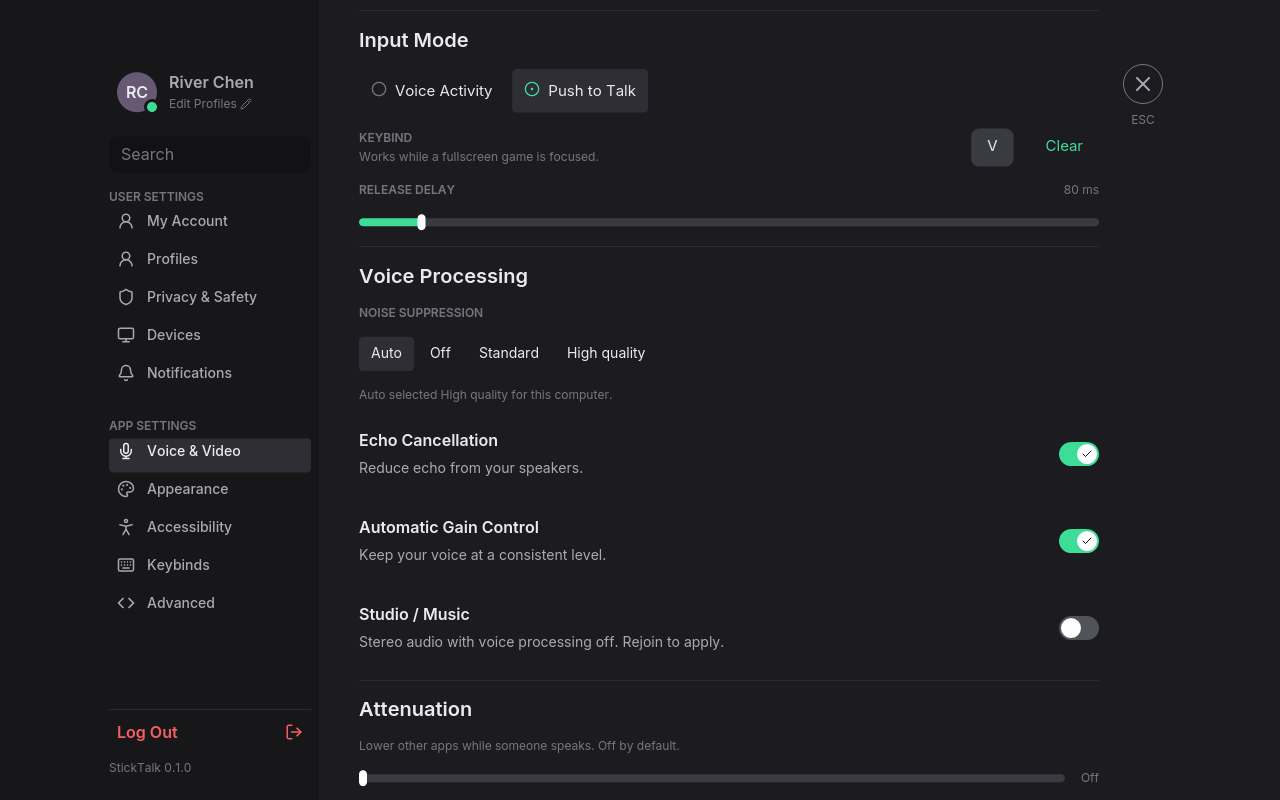 RC
River Chen
Edit Profiles
Search
USER SETTINGS
My Account
Profiles
Privacy & Safety
Devices
Notifications
APP SETTINGS
Voice & Video
Appearance
Accessibility
Keybinds
Advanced
Log Out
StickTalk 0.1.0
Input Mode
Voice Activity
Push to Talk
KEYBIND
Works while a fullscreen game is focused.
V
Clear
RELEASE DELAY
80 ms
Voice Processing
NOISE SUPPRESSION
Auto
Off
Standard
High quality
Auto selected High quality for this computer.
Echo Cancellation
Reduce echo from your speakers.
Automatic Gain Control
Keep your voice at a consistent level.
Studio / Music
Stereo audio with voice processing off. Rejoin to apply.
Attenuation
Lower other apps while someone speaks. Off by default.
Off
ESC